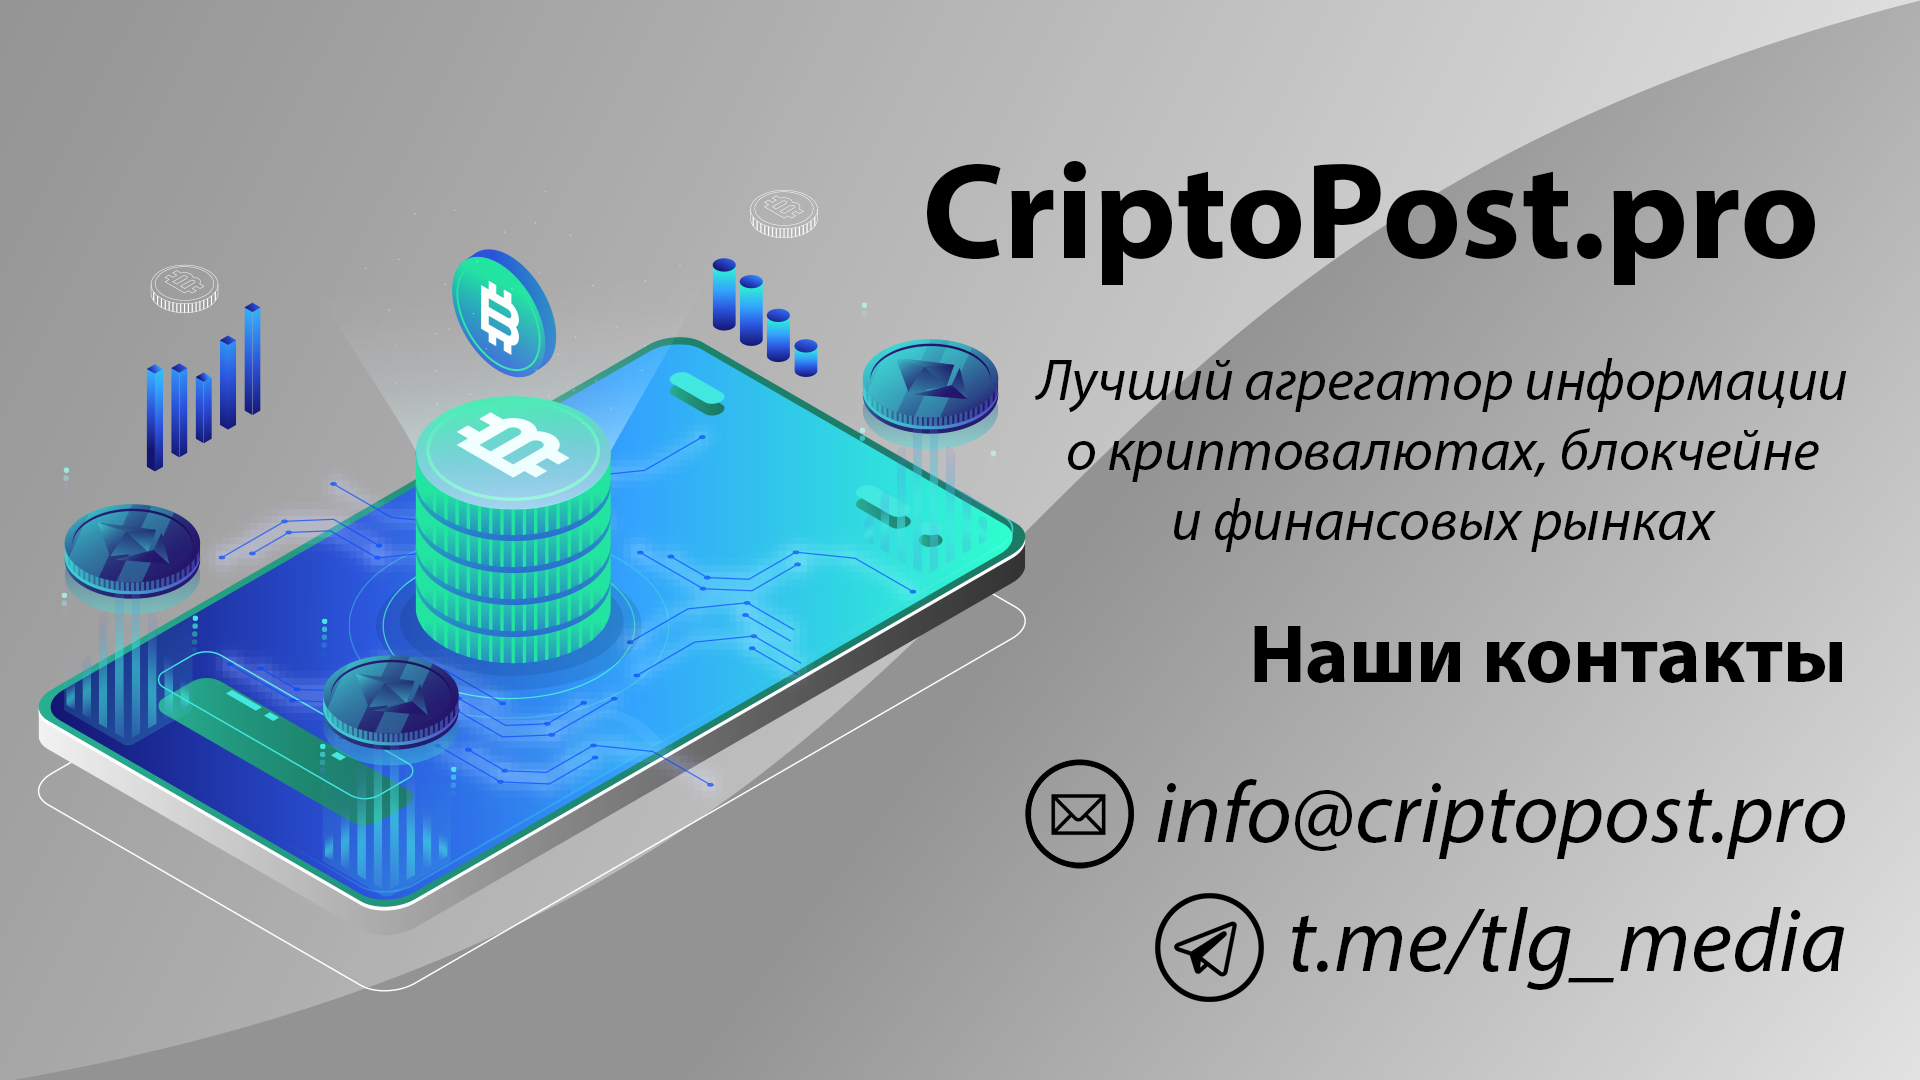 CriptoPost.pro
Лучший агрегатор информации
о криптовалютах, блокчейне
и финансовых рынках
Наши контакты
info@criptopost.pro
t.me/tlg_media